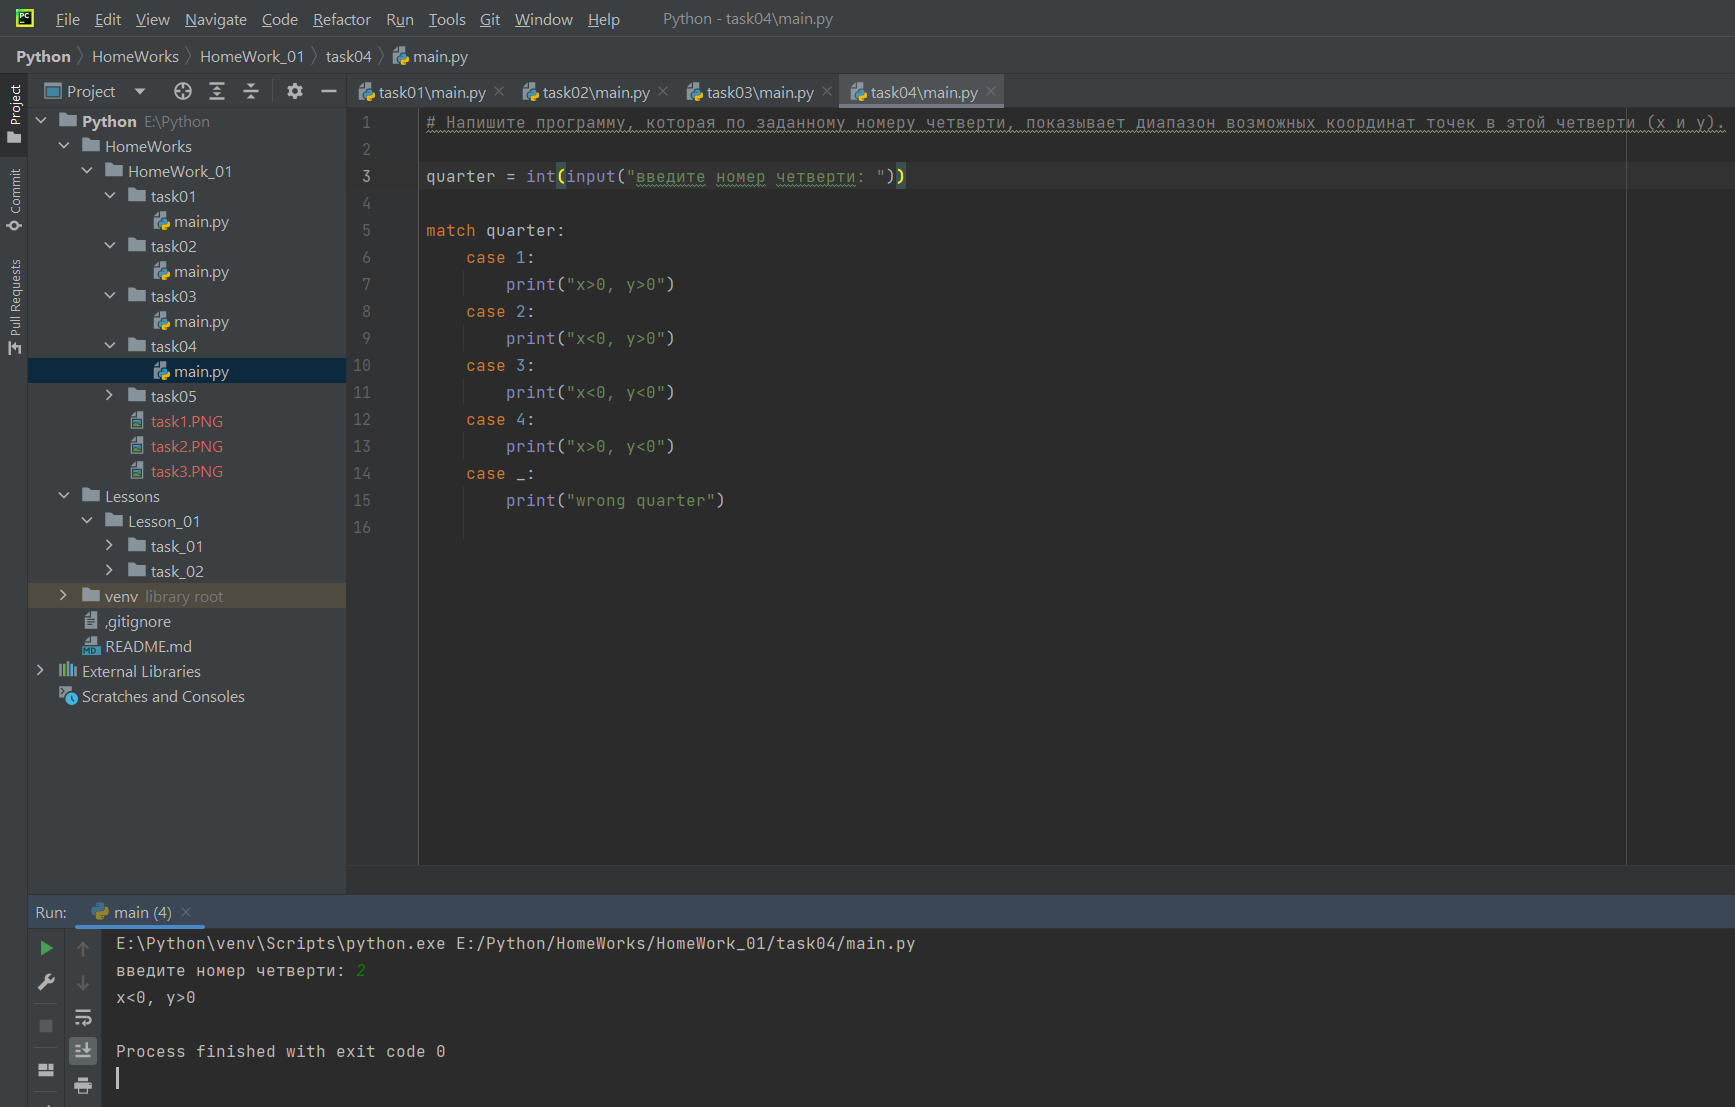 File Edit View Navigate Code Refactor Run Tools Git Window Help Python - task04\main.py
Python HomeWorks HomeWork_01 task04 main.py
Project
Commit
Pull Requests
Project
task01\main.py task02\main.py task03\main.py task04\main.py
Python E:\Python
HomeWorks
HomeWork_01
task01
main.py
task02
main.py
task03
main.py
task04
main.py
task05
task1.PNG
task2.PNG
task3.PNG
Lessons
Lesson_01
task_01
task_02
venv library root
.gitignore
README.md
External Libraries
Scratches and Consoles
1 # Напишите программу, которая по заданному номеру четверти, показывает диапазон возможных координат точек в этой четверти (x и y).
2
3 quarter = int(input("введите номер четверти: "))
4
5 match quarter:
6 case 1:
7 print("x>0, y>0")
8 case 2:
9 print("x<0, y>0")
10 case 3:
11 print("x<0, y<0")
12 case 4:
13 print("x>0, y<0")
14 case _:
15 print("wrong quarter")
16
Run: main (4)
E:\Python\venv\Scripts\python.exe E:/Python/HomeWorks/HomeWork_01/task04/main.py
введите номер четверти: 2
x<0, y>0
Process finished with exit code 0